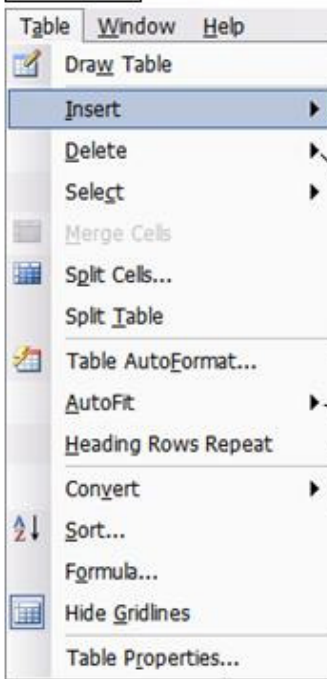 Table Window Help
Draw Table
Insert
Delete
Select
Merge Cells
Split Cells...
Split Table
Table AutoFormat...
AutoFit
Heading Rows Repeat
Convert
Sort...
Formula...
Hide Gridlines
Table Properties...